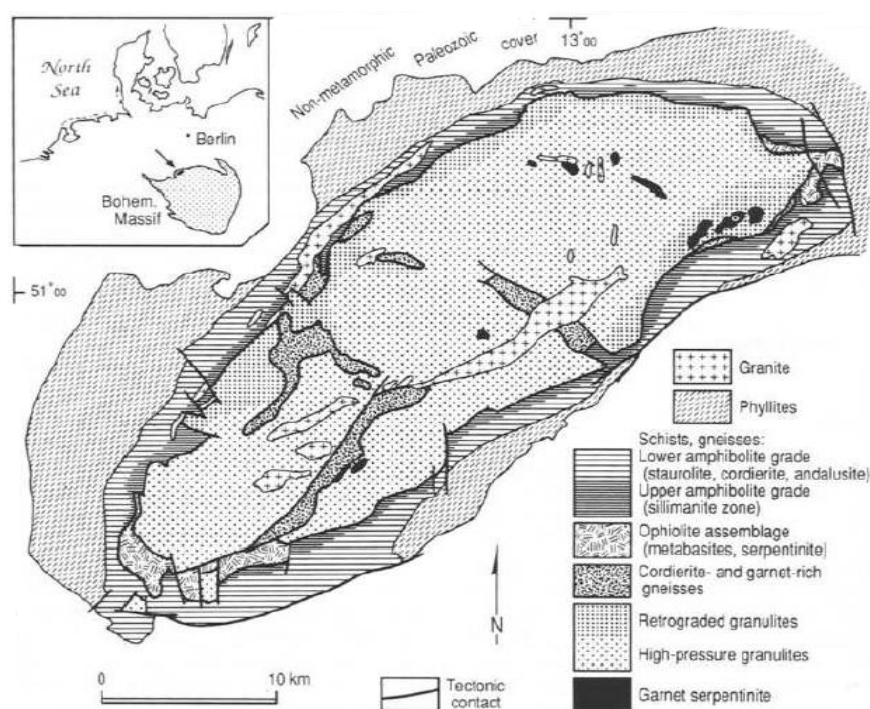 North
Sea
Berlin
Bohem.
Massif
Non-metamorphic Paleozoic cover
13°00
51°00
Granite
Phyllites
Schists, gneisses:
Lower amphibolite grade
(staurolite, cordierite, andalusite)
Upper amphibolite grade
(sillimanite zone)
Ophiolite assemblage
(metabasites, serpentinite)
Cordierite- and garnet-rich
gneisses
Retrograded granulites
High-pressure granulites
Garnet serpentinite
N
0 10 km
Tectonic
contact